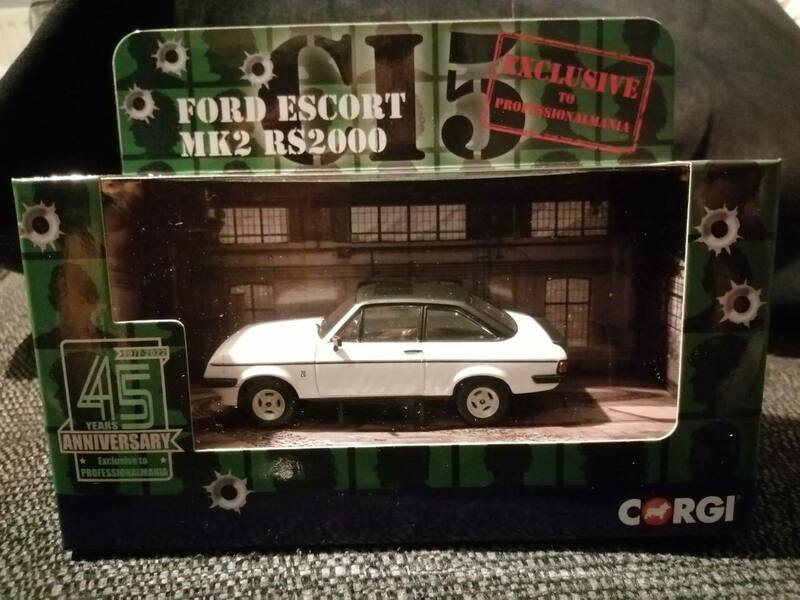 CI5
EXCLUSIVE
TO
PROFESSIONALMANIA
FORD ESCORT
MK2 RS2000
1977-2022
45
YEARS
ANNIVERSARY
Exclusive to
PROFESSIONALMANIA
CORGI